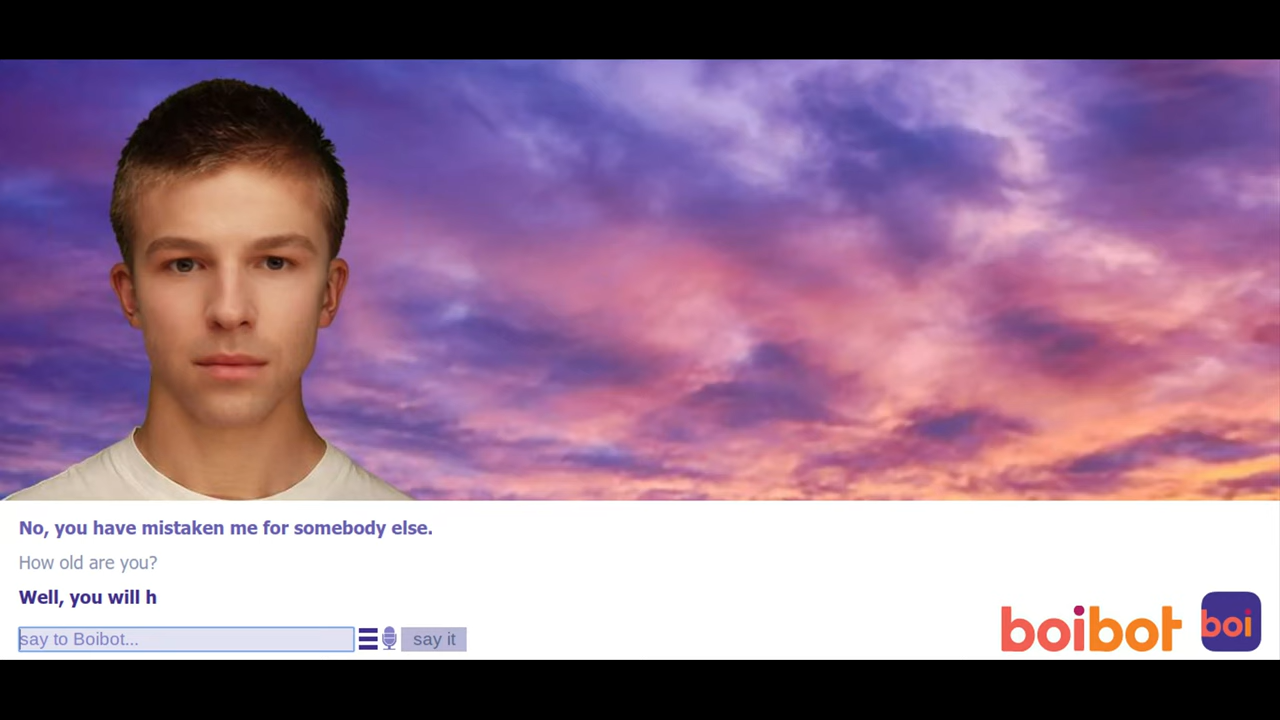 No, you have mistaken me for somebody else.
How old are you?
Well, you will h
say to Boibot...
say it
boibot
boi